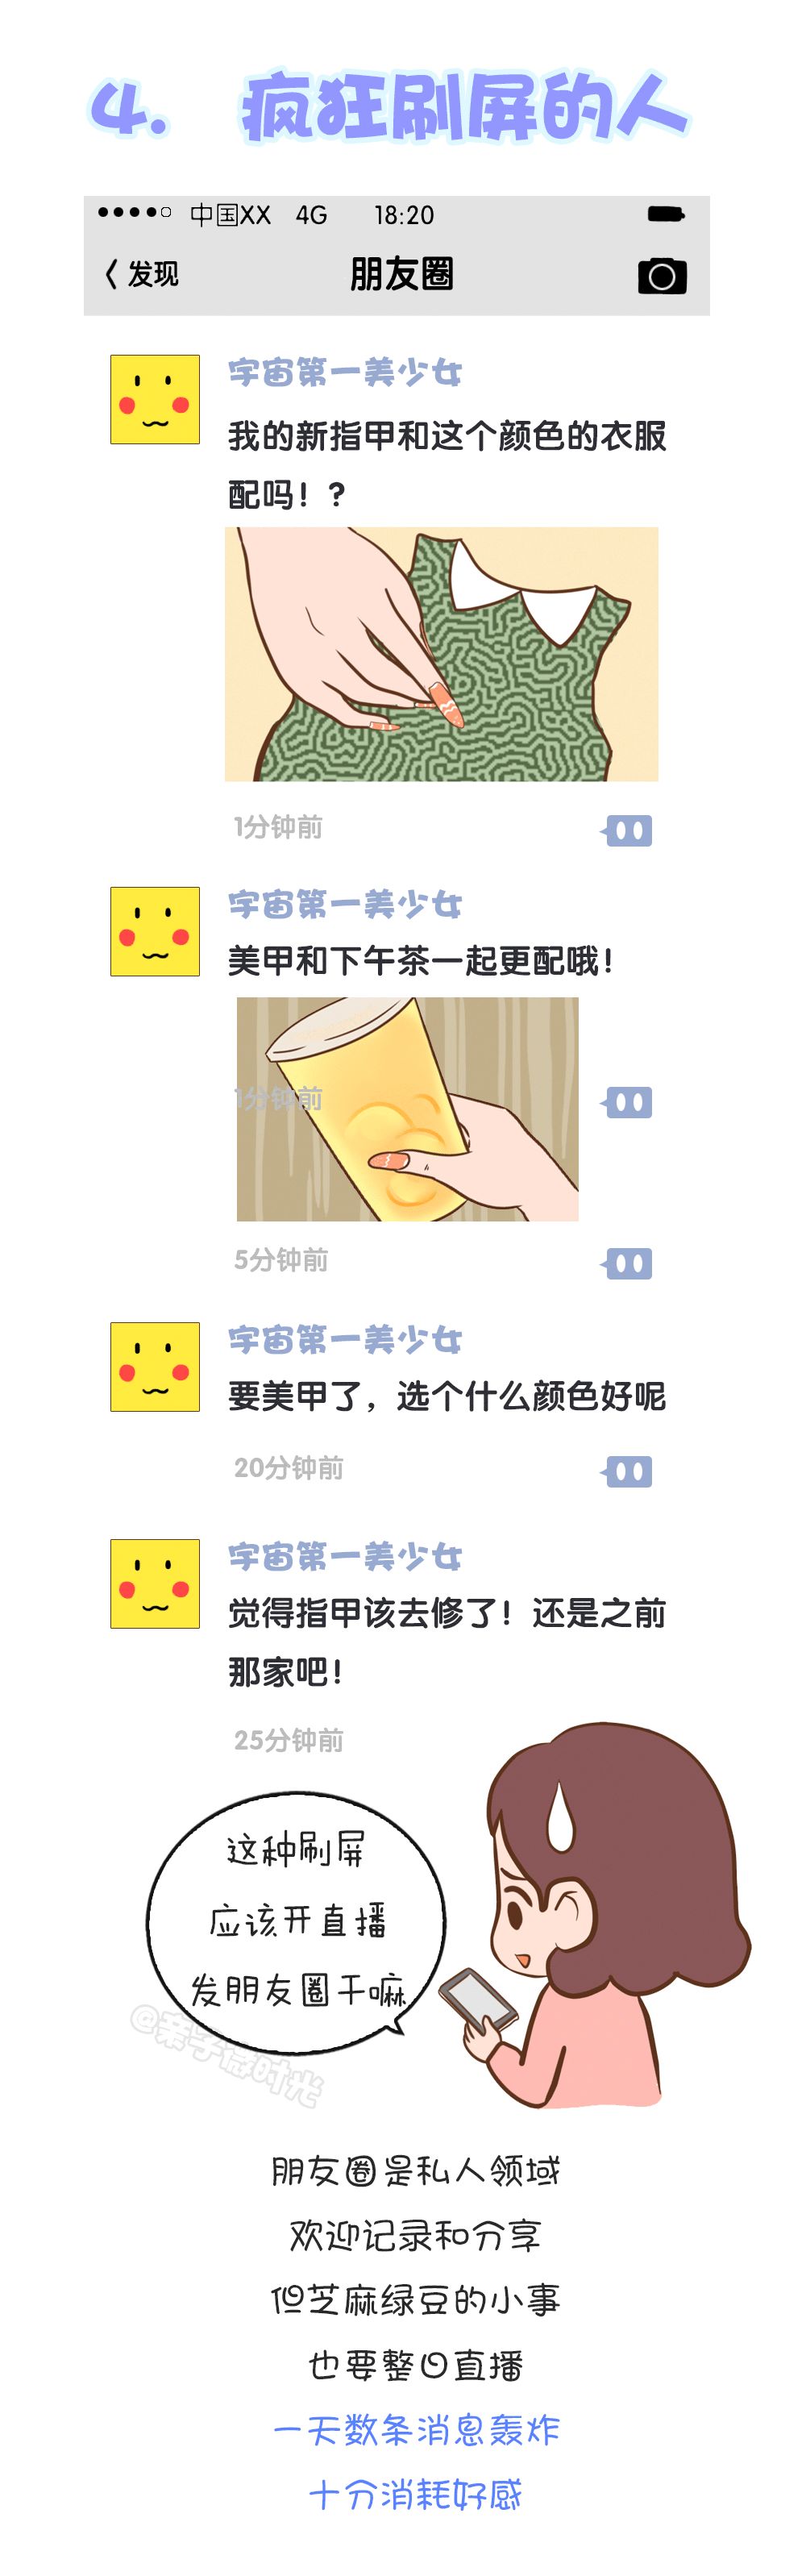 4. 疯狂刷屏的人
中国XX 4G 18:20
发现 朋友圈
宇宙第一美少女
我的新指甲和这个颜色的衣服
配吗！?
1分钟前
宇宙第一美少女
美甲和下午茶一起更配哦！
1分钟前
5分钟前
宇宙第一美少女
要美甲了，选个什么颜色好呢
20分钟前
宇宙第一美少女
觉得指甲该去修了！还是之前
那家吧！
25分钟前
这种刷屏
应该开直播
发朋友圈干嘛
@亲子微时光
朋友圈是私人领域
欢迎记录和分享
但芝麻绿豆的小事
也要整日直播
一天数条消息轰炸
十分消耗好感